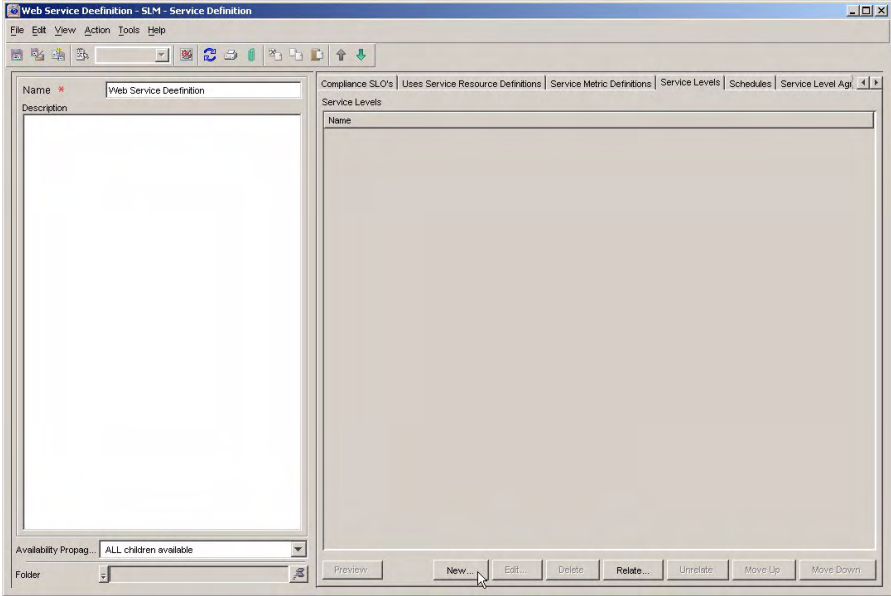 Web Service Deefinition - SLM - Service Definition
File Edit View Action Tools Help
Name * Web Service Deefinition
Description
Availability Propag... ALL children available
Folder
Compliance SLO's Uses Service Resource Definitions Service Metric Definitions Service Levels Schedules Service Level Agr
Service Levels
Name
Preview New... Edit... Delete Relate... Unrelate Move Up Move Down